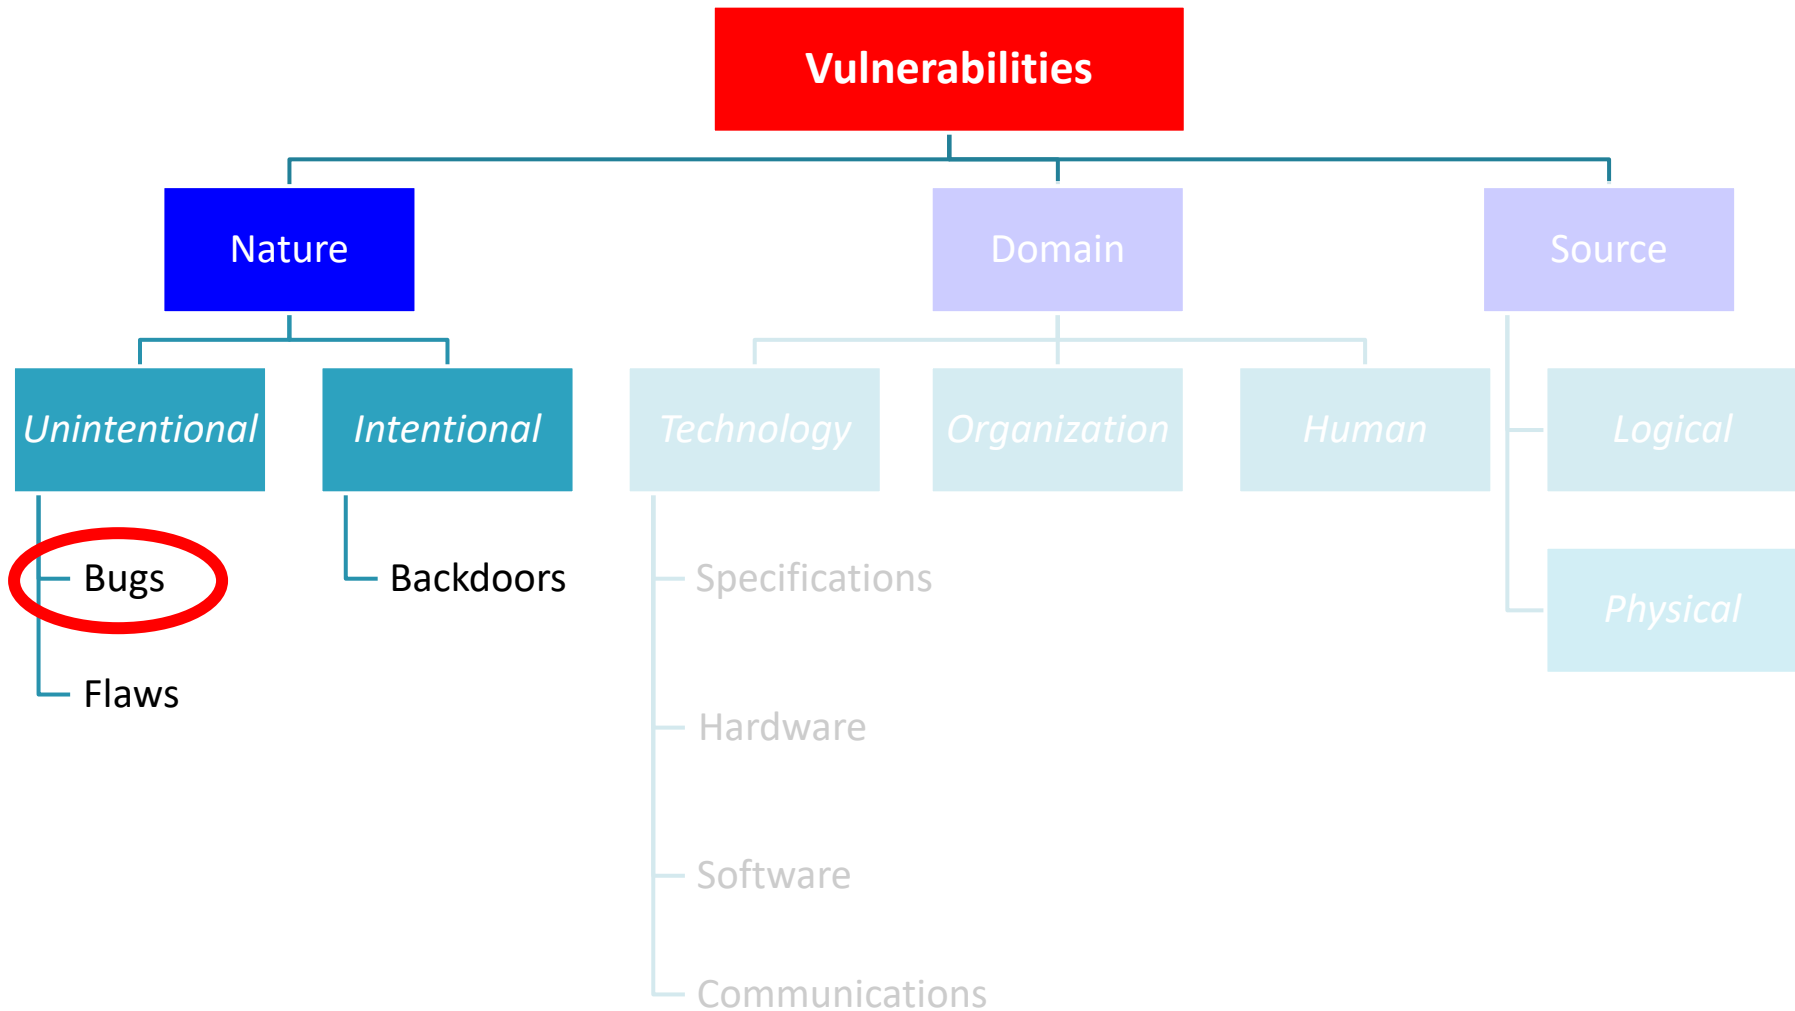 Vulnerabilities
Nature
Domain
Source
Unintentional
Intentional
Technology
Organization
Human
Logical
Bugs
Backdoors
Specifications
Physical
Flaws
Hardware
Software
Communications